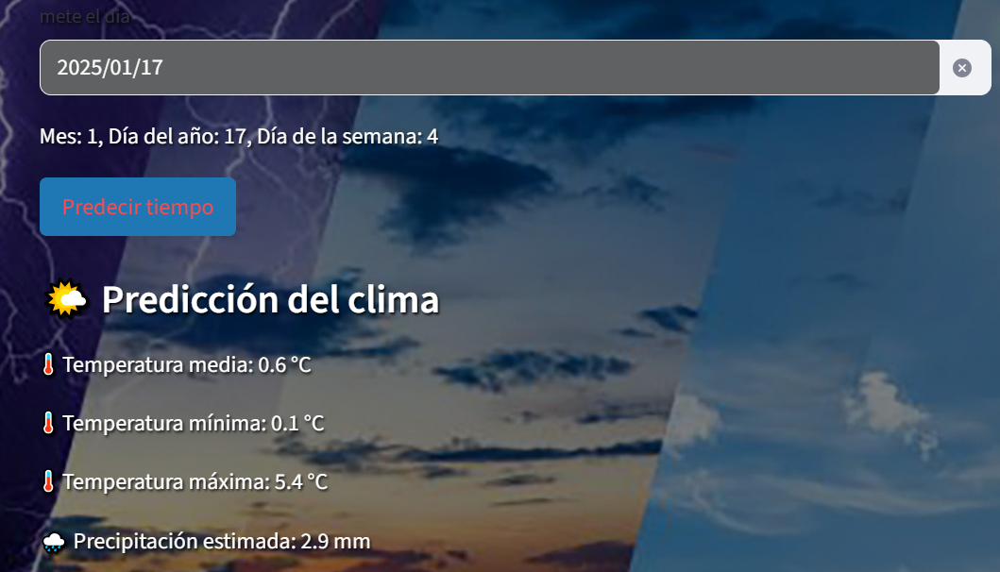 mete el dia
2025/01/17
Mes: 1, Día del año: 17, Día de la semana: 4
Predecir tiempo
Predicción del clima
Temperatura media: 0.6 °C
Temperatura mínima: 0.1 °C
Temperatura máxima: 5.4 °C
Precipitación estimada: 2.9 mm